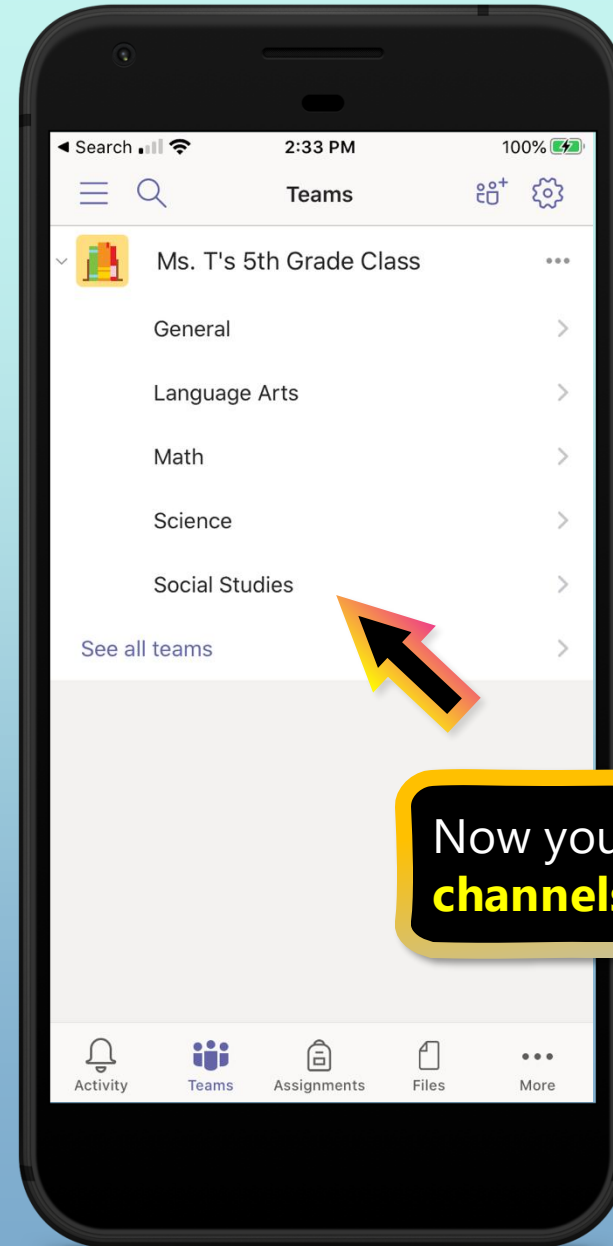 ◄ Search 2:33 PM 100%
Teams
Ms. T's 5th Grade Class
General
Language Arts
Math
Science
Social Studies
See all teams
Now you
channels
Activity Teams Assignments Files More